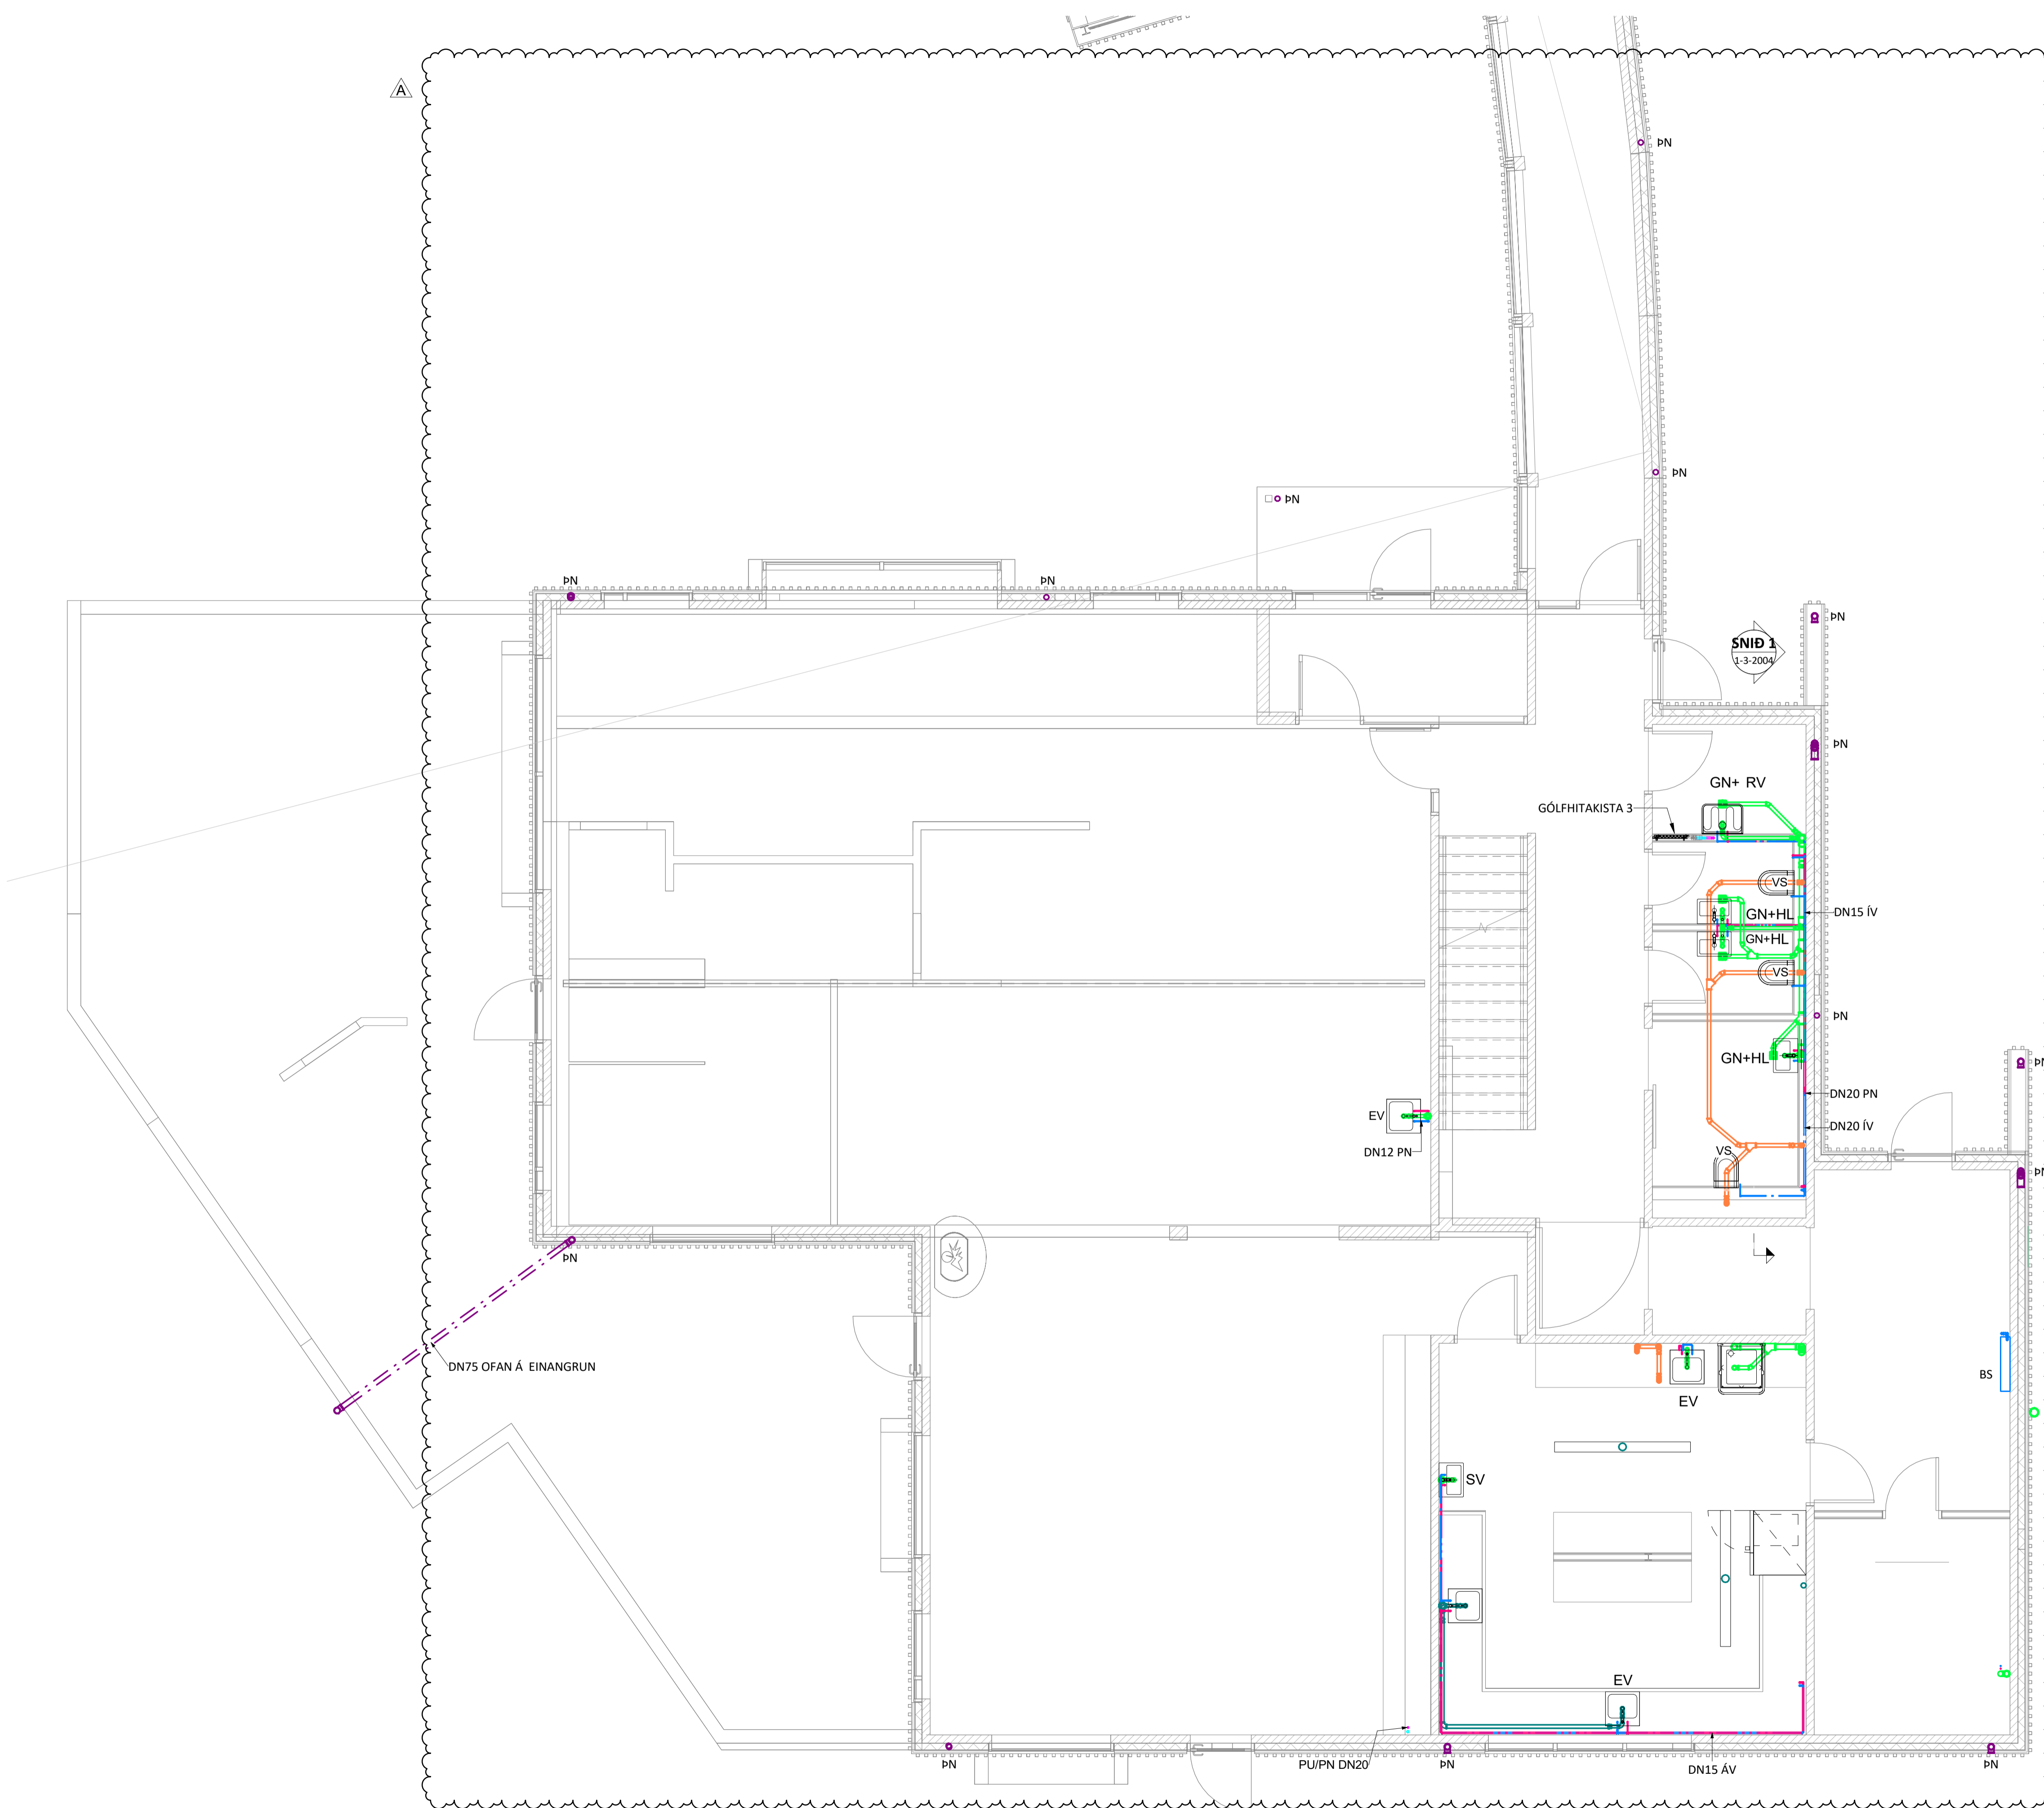 A
ÞN
ÞN
ÞN
ÞN
ÞN
ÞN
SNIÐ 1
1-3-2004
ÞN
GN+ RV
GÓLFHITAKISTA 3
VS
GN+HL
DN15 ÍV
GN+HL
VS
ÞN
GN+HL
ÞN
DN20 PN
EV
DN20 ÍV
DN12 PN
VS
ÞN
ÞN
DN75 OFAN Á EINANGRUN
BS
EV
SV
EV
PU/PN DN20
ÞN
ÞN
DN15 ÁV
ÞN